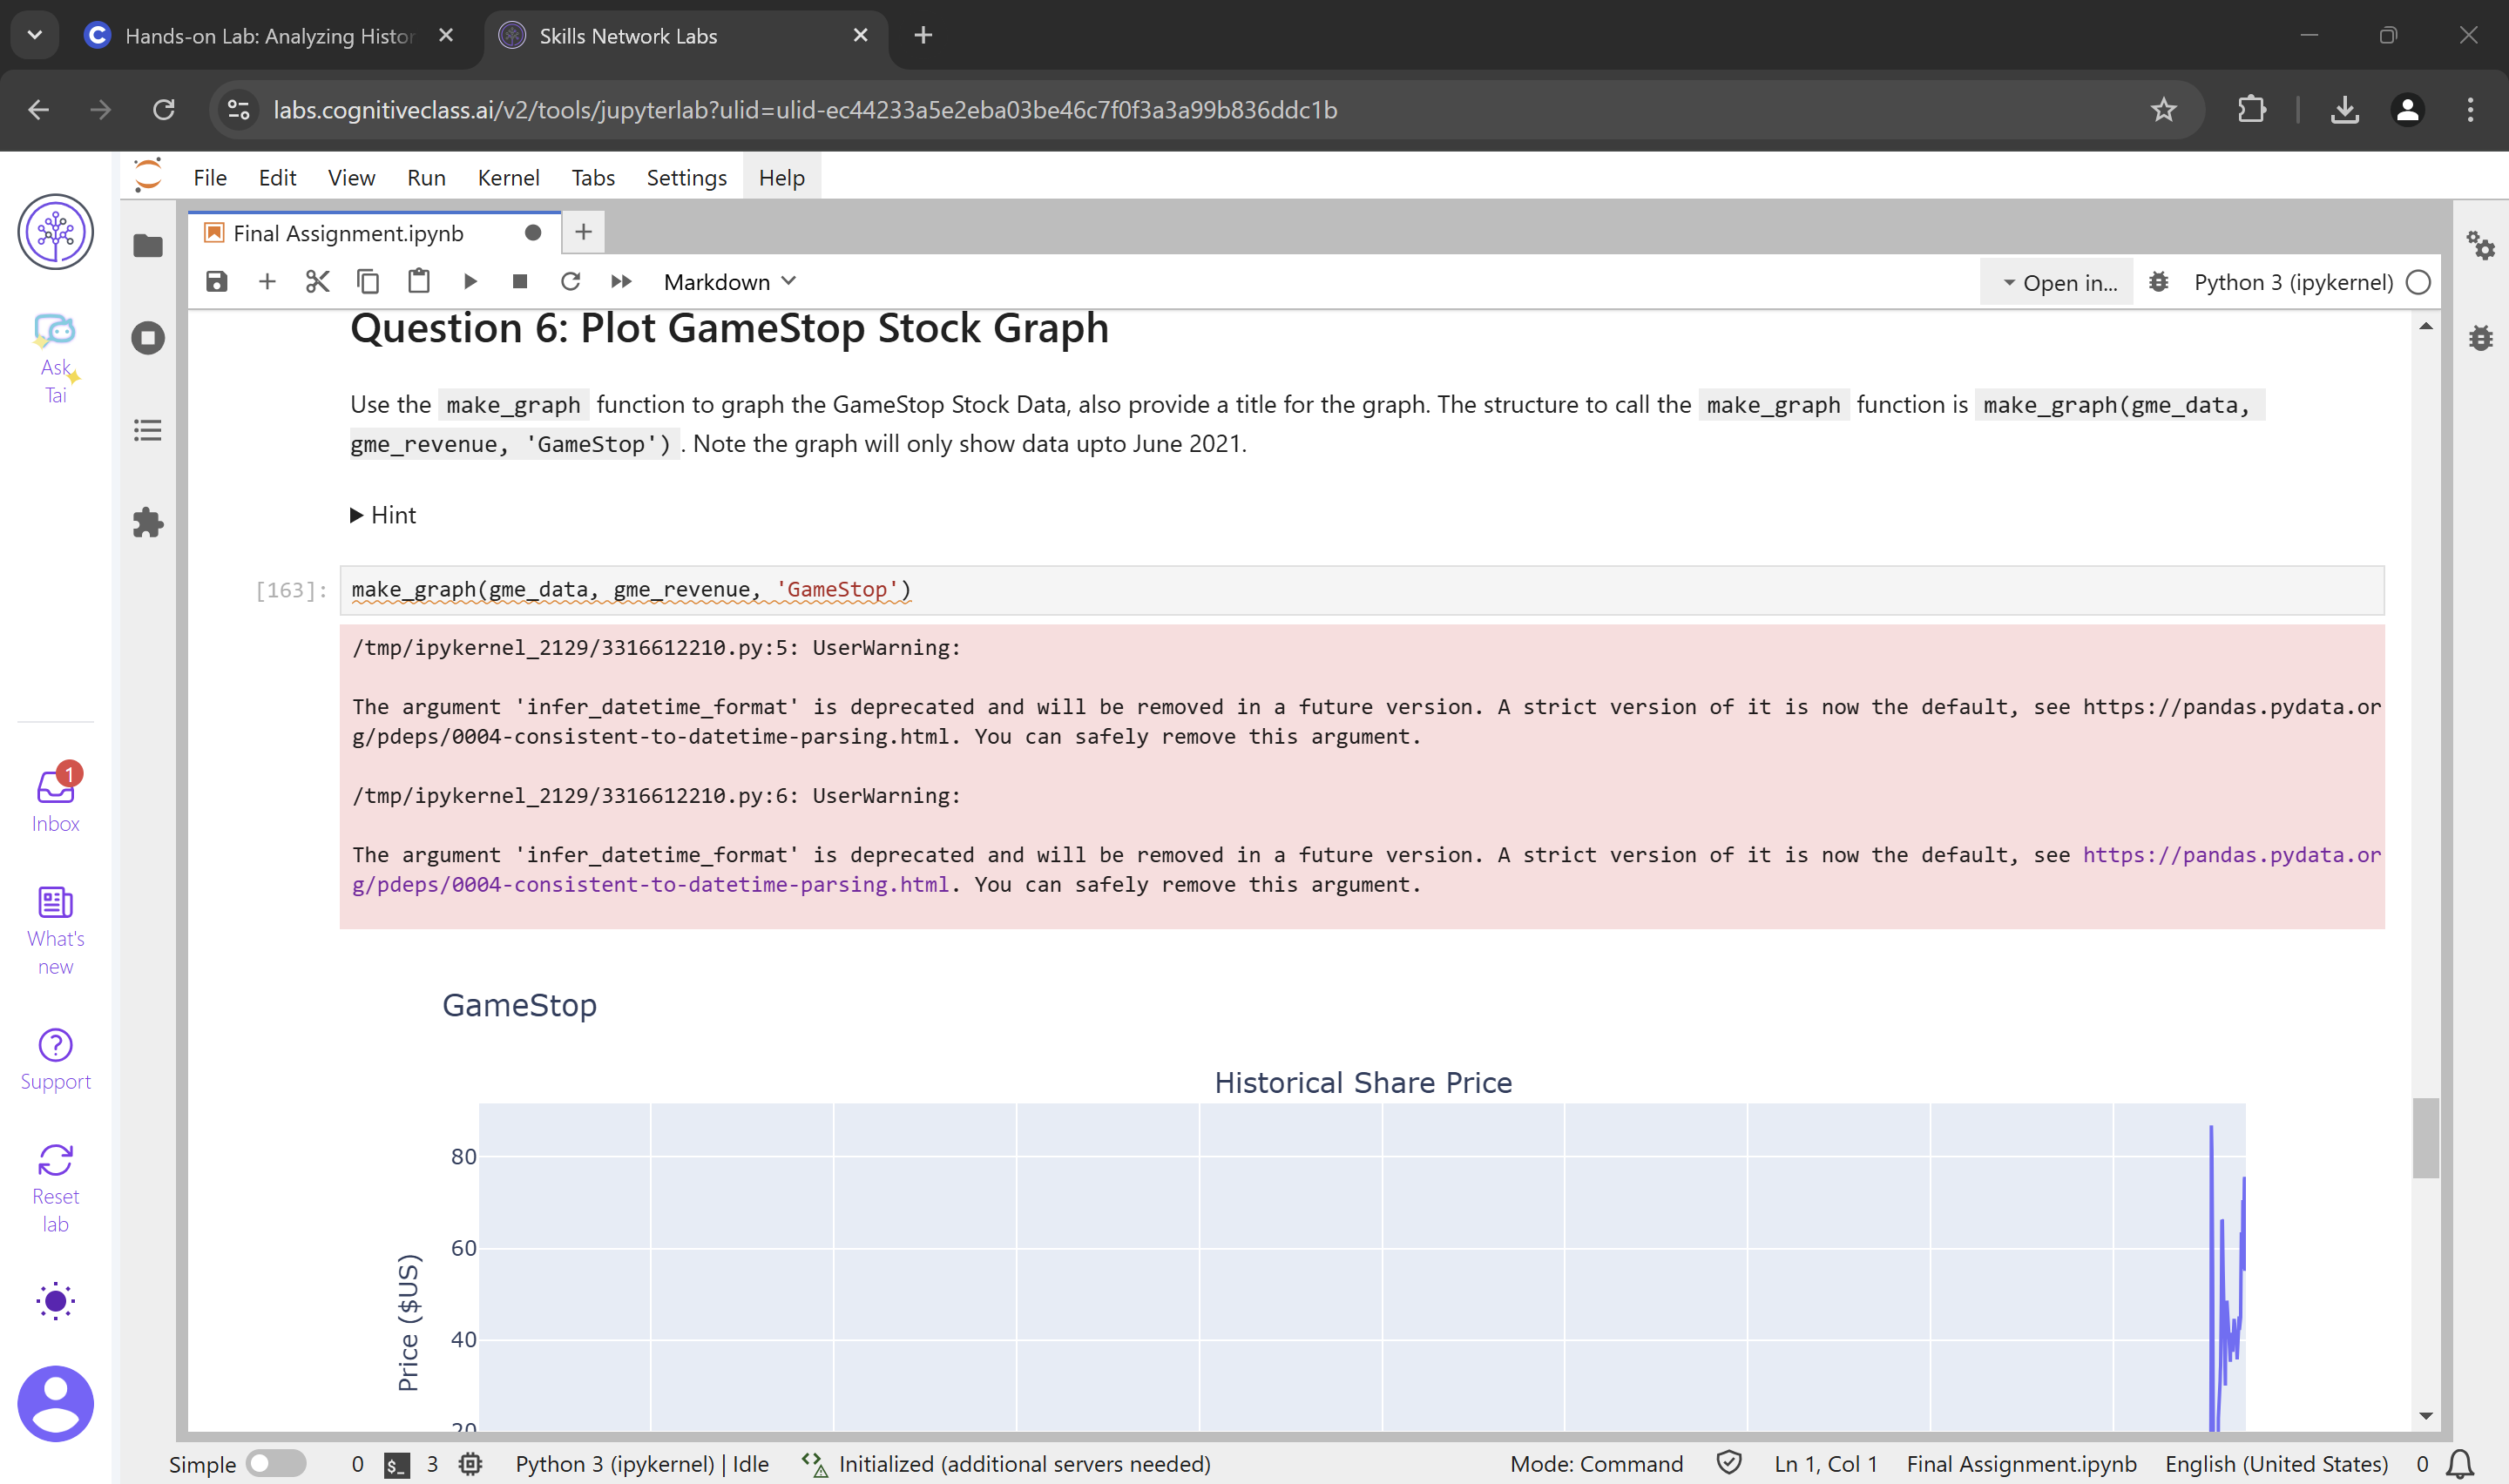 Hands-on Lab: Analyzing Histor
Skills Network Labs
labs.cognitiveclass.ai/v2/tools/jupyterlab?ulid=ulid-ec44233a5e2eba03be46c7f0f3a3a99b836ddc1b
File Edit View Run Kernel Tabs Settings Help
Final Assignment.ipynb
Markdown
Open in...
Python 3 (ipykernel)
Ask
Tai
1
Inbox
What's
new
Support
Reset
lab
Question 6: Plot GameStop Stock Graph
Use the make_graph function to graph the GameStop Stock Data, also provide a title for the graph. The structure to call the make_graph function is make_graph(gme_data,
gme_revenue, 'GameStop') . Note the graph will only show data upto June 2021.
Hint
[163]: make_graph(gme_data, gme_revenue, 'GameStop')
/tmp/ipykernel_2129/3316612210.py:5: UserWarning:
The argument 'infer_datetime_format' is deprecated and will be removed in a future version. A strict version of it is now the default, see https://pandas.pydata.or
g/pdeps/0004-consistent-to-datetime-parsing.html. You can safely remove this argument.
/tmp/ipykernel_2129/3316612210.py:6: UserWarning:
The argument 'infer_datetime_format' is deprecated and will be removed in a future version. A strict version of it is now the default, see https://pandas.pydata.or
g/pdeps/0004-consistent-to-datetime-parsing.html. You can safely remove this argument.
GameStop
Historical Share Price
Price ($US)
80
60
40
20
Simple 0 $_ 3 Python 3 (ipykernel) | Idle Initialized (additional servers needed) Mode: Command Ln 1, Col 1 Final Assignment.ipynb English (United States) 0